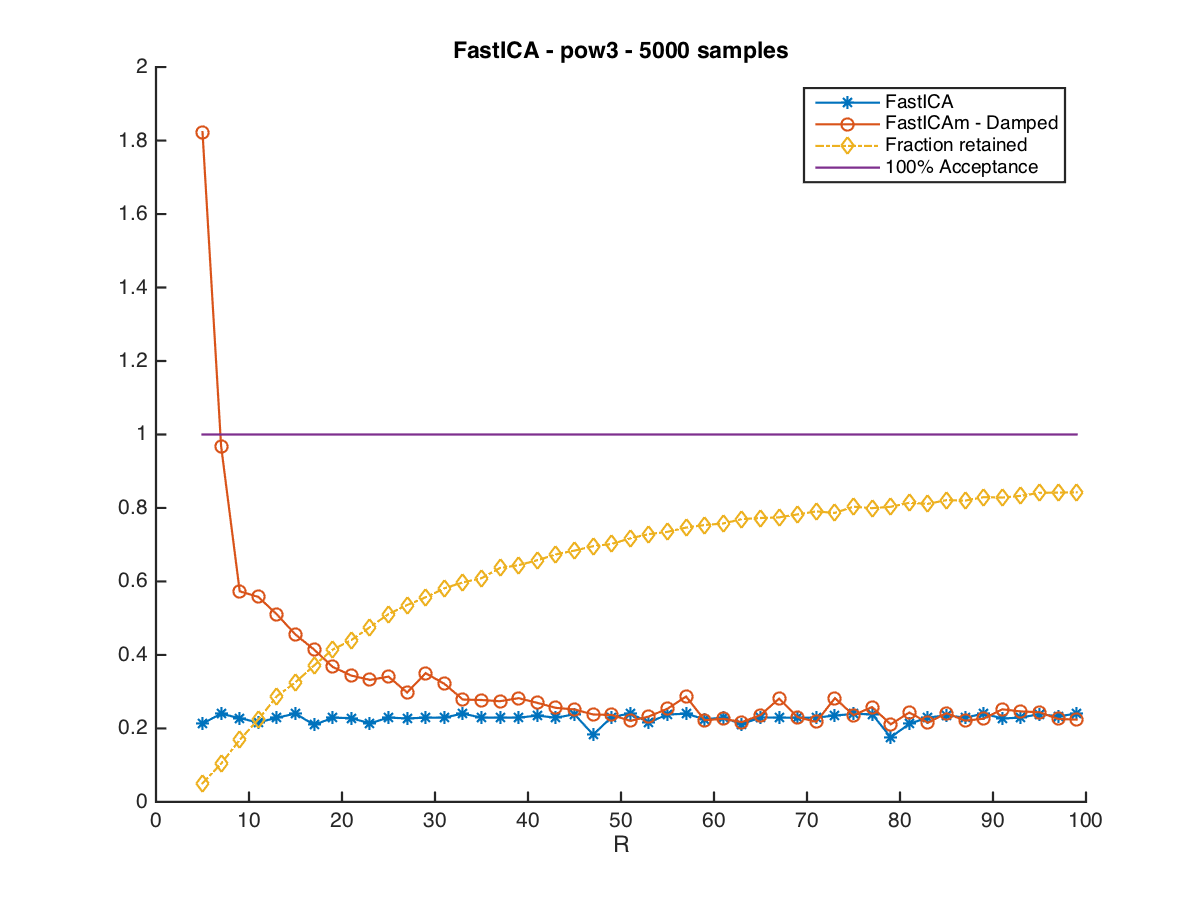 FastICA - pow3 - 5000 samples
FastICA
FastICAm - Damped
Fraction retained
100% Acceptance
2
1.8
1.6
1.4
1.2
1
0.8
0.6
0.4
0.2
0
0 10 20 30 40 50 60 70 80 90 100
R